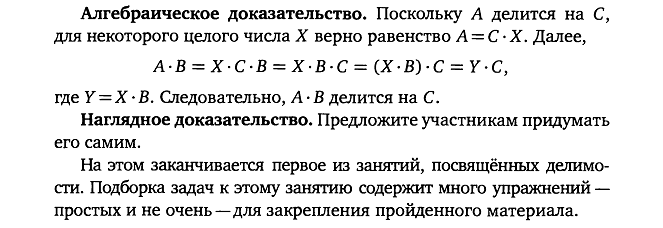 Алгебраическое доказательство. Поскольку A делится на C,
для некоторого целого числа X верно равенство A = C · X. Далее,
A · B = X · C · B = X · B · C = (X · B) · C = Y · C,
где Y = X · B. Следовательно, A · B делится на C.
Наглядное доказательство. Предложите участникам придумать
его самим.
На этом заканчивается первое из занятий, посвящённых делимо-
сти. Подборка задач к этому занятию содержит много упражнений —
простых и не очень — для закрепления пройденного материала.